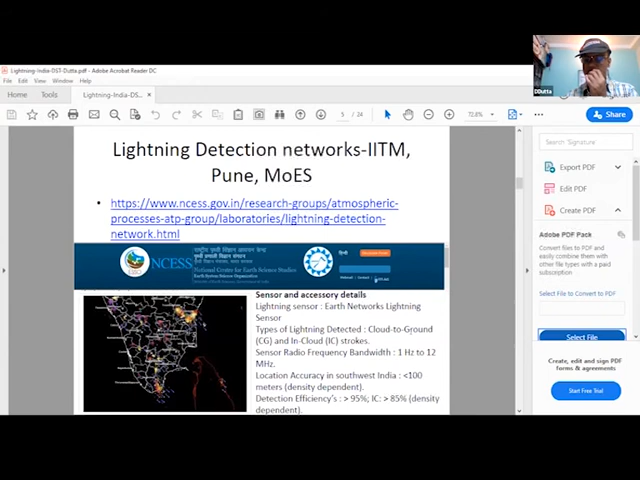 Lightning-India-DST-Dutta.pdf - Adobe Acrobat Reader DC
File Edit View Window Help
Home Tools Lightning-India-DS... ×
5 / 24 72.8%
Share
DDutta
Lightning Detection networks-IITM,
Pune, MoES
• https://www.ncess.gov.in/research-groups/atmospheric-
processes-atp-group/laboratories/lightning-detection-
network.html
NCESS
राष्ट्रीय पृथ्वी विज्ञान अध्ययन केन्द्र
National Centre for Earth Science Studies
हिन्दी
Sensor and accessory details
Lightning sensor : Earth Networks Lightning
Sensor
Types of Lightning Detected : Cloud-to-Ground
(CG) and In-Cloud (IC) strokes.
Sensor Radio Frequency Bandwidth : 1 Hz to 12
MHz.
Location Accuracy in southwest India : <100
meters (density dependent).
Detection Efficiency's : > 95%; IC: > 85% (density
dependent).
Search 'Signature'
Export PDF
Edit PDF
Create PDF
Adobe PDF Pack
Convert files to PDF and
easily combine them with
other file types with a paid
subscription
Select File to Convert to PDF
Select File
Create, edit and sign PDF
forms & agreements
Start Free Trial